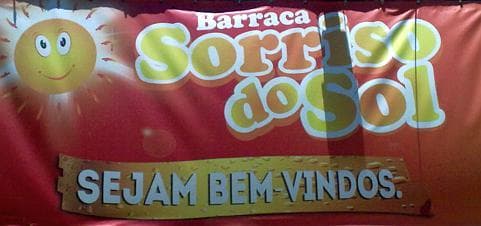 Barraca
Sorriso
do Sol
SEJAM BEM-VINDOS.